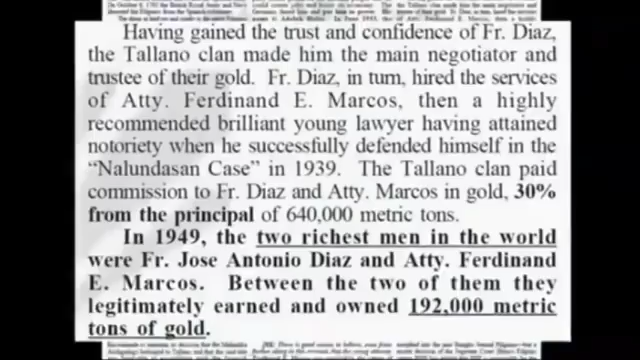 Having gained the trust and confidence of Fr. Diaz,
the Tallano clan made him the main negotiator and
trustee of their gold. Fr. Diaz, in tum, hired the services
of Atty. Ferdinand E. Marcos, then a highly
recommended brilliant young lawyer having attained
notoriety when he successfully defended himself in the
“Nalundasan Case” in 1939. The Tallano clan paid
commission to Fr. Diaz and Atty. Marcos in gold, 30%
from the principal of 640,000 metric tons.
In 1949, the two richest men in the world
were Fr. Jose Antonio Diaz and Atty. Ferdinand
E. Marcos. Between the two of them they
legitimately earned and owned 192,000 metric
tons of gold.